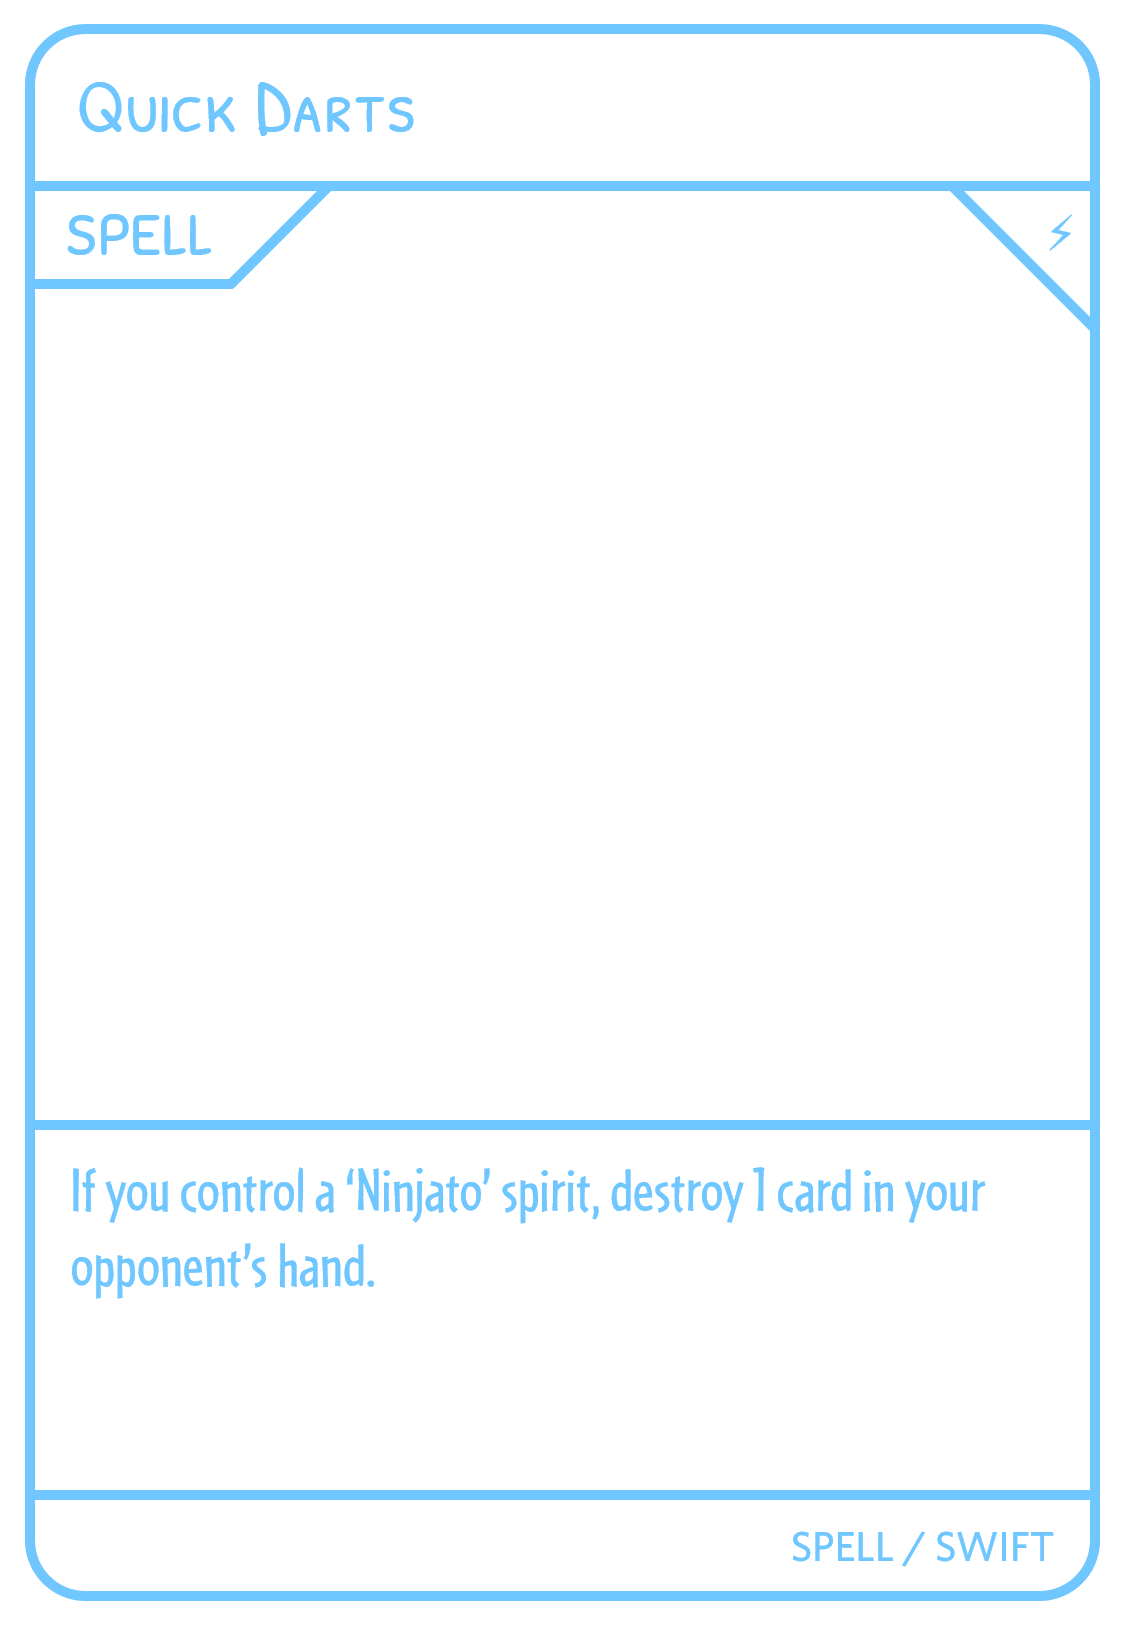 Quick Darts
SPELL
⚡
If you control a ‘Ninjato’ spirit, destroy 1 card in your
opponent’s hand.
SPELL / SWIFT